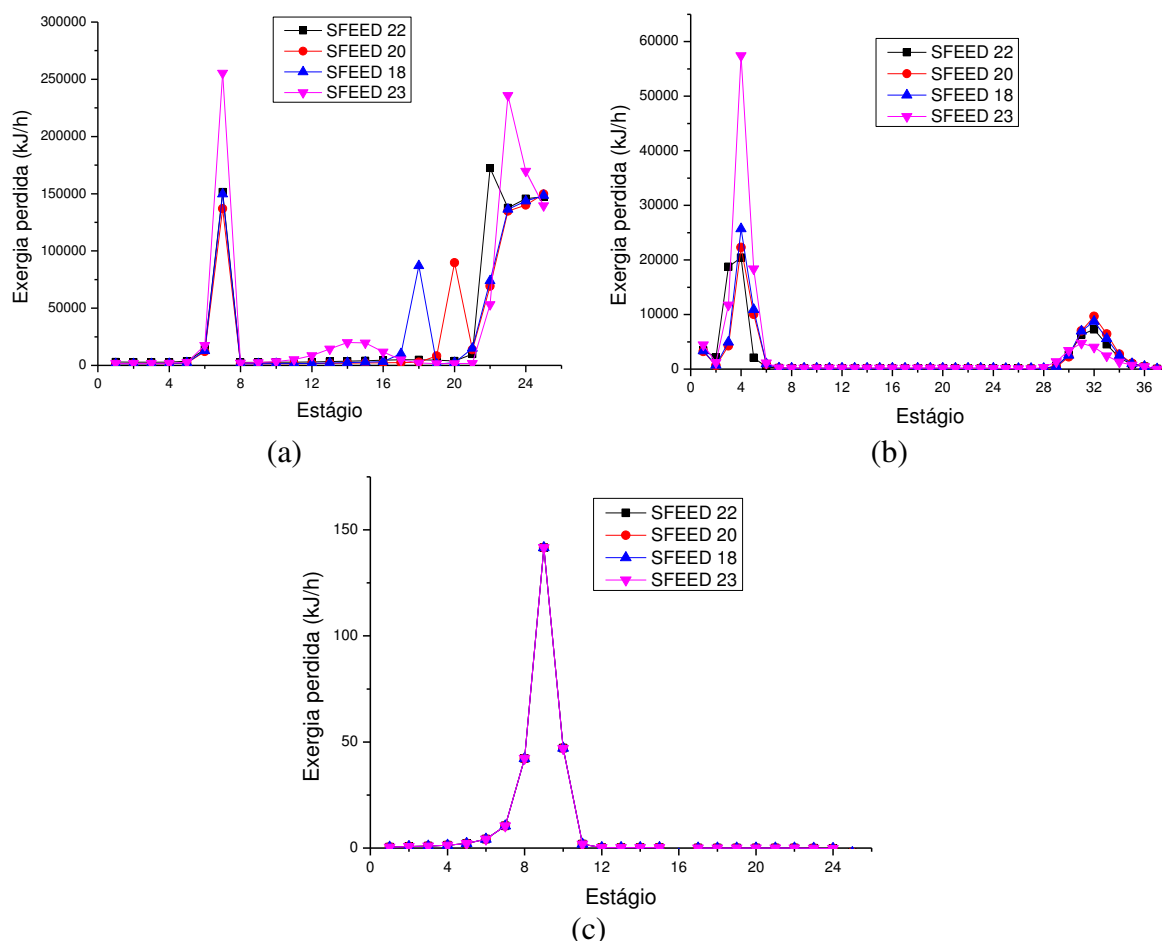 300000
250000
200000
150000
100000
50000
0
0 4 8 12 16 20 24
Exergia perdida (kJ/h)
Estágio
SFEED 22
SFEED 20
SFEED 18
SFEED 23
(a)
60000
50000
40000
30000
20000
10000
0
0 4 8 12 16 20 24 28 32 36
Exergia perdida (kJ/h)
Estágio
SFEED 22
SFEED 20
SFEED 18
SFEED 23
(b)
150
100
50
0
0 4 8 12 16 20 24
Exergia perdida (kJ/h)
Estágio
SFEED 22
SFEED 20
SFEED 18
SFEED 23
(c)